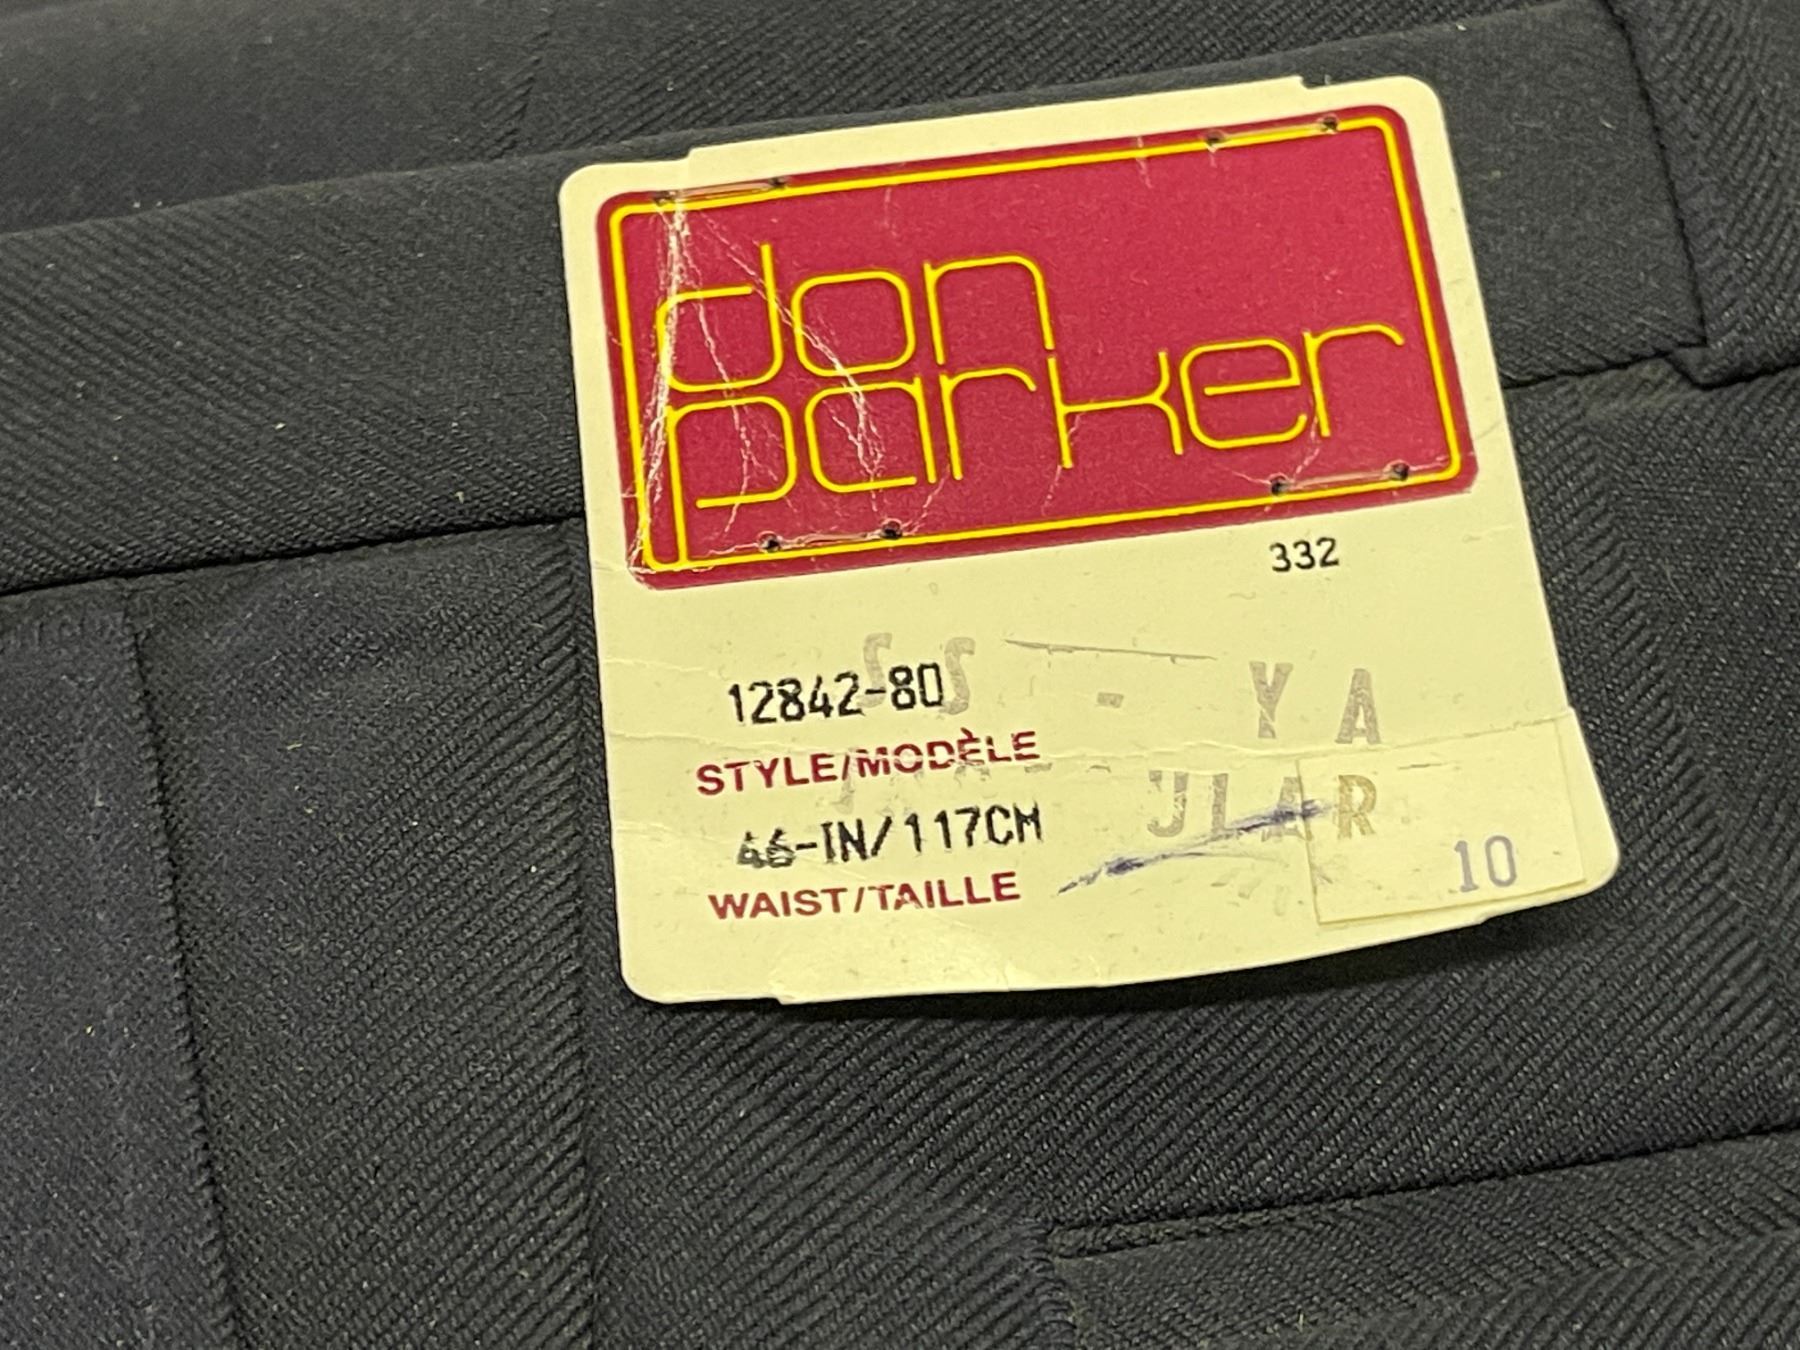 don
parker
332
12842-80
STYLE/MODÈLE
46-IN/117CM
WAIST/TAILLE
10